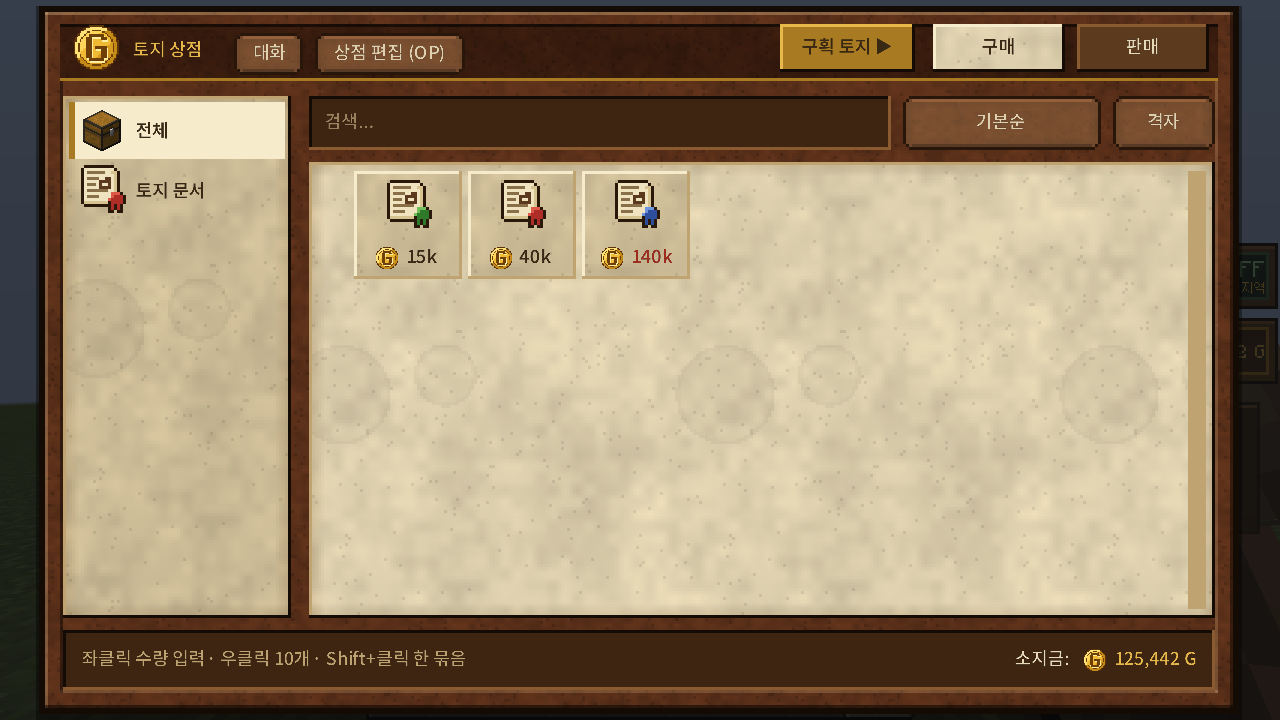 토지 상점
대화
상점 편집 (OP)
구획 토지 ▶
구매
판매
전체
토지 문서
검색...
기본순
격자
15k
40k
140k
FF
지역
G
좌클릭 수량 입력 · 우클릭 10개 · Shift+클릭 한 묶음
소지금:
125,442 G